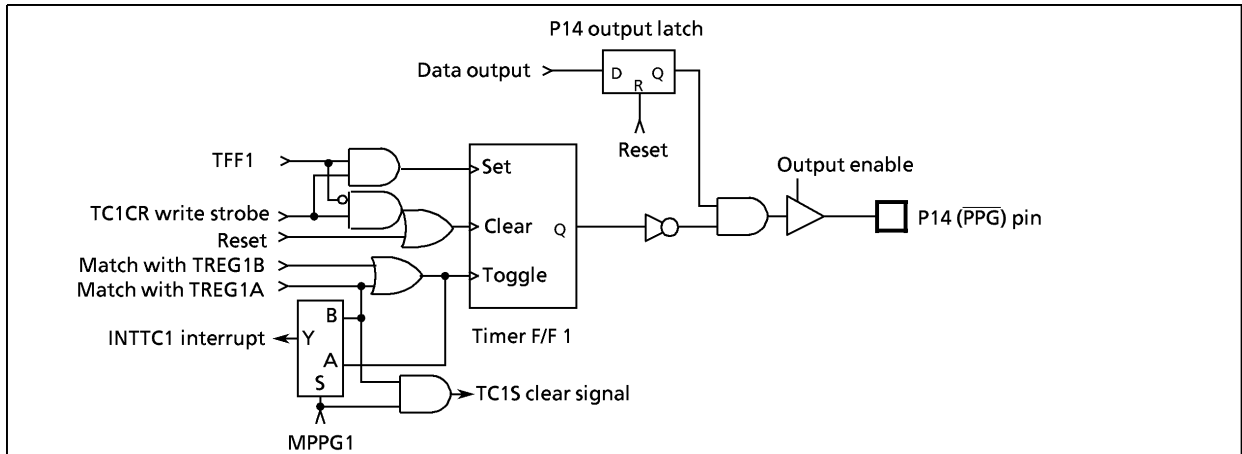 P14 output latch
Data output
D Q
R
Reset
TFF1
Set
Output enable
TC1CR write strobe
Clear Q
P14 (PPG) pin
Reset
Match with TREG1B
Toggle
Match with TREG1A
B
INTTC1 interrupt
Y
Timer F/F 1
A
S
TC1S clear signal
MPPG1